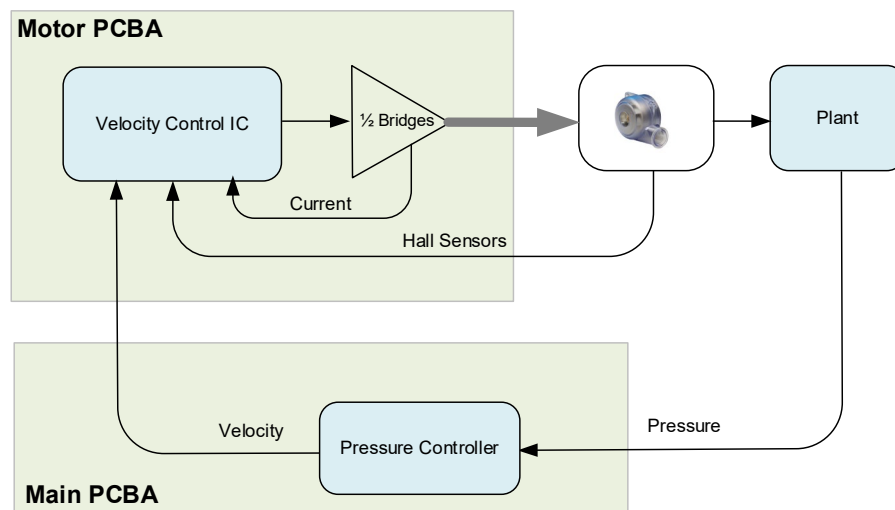 Motor PCBA
Velocity Control IC
½ Bridges
Plant
Current
Hall Sensors
Velocity
Pressure
Pressure Controller
Main PCBA